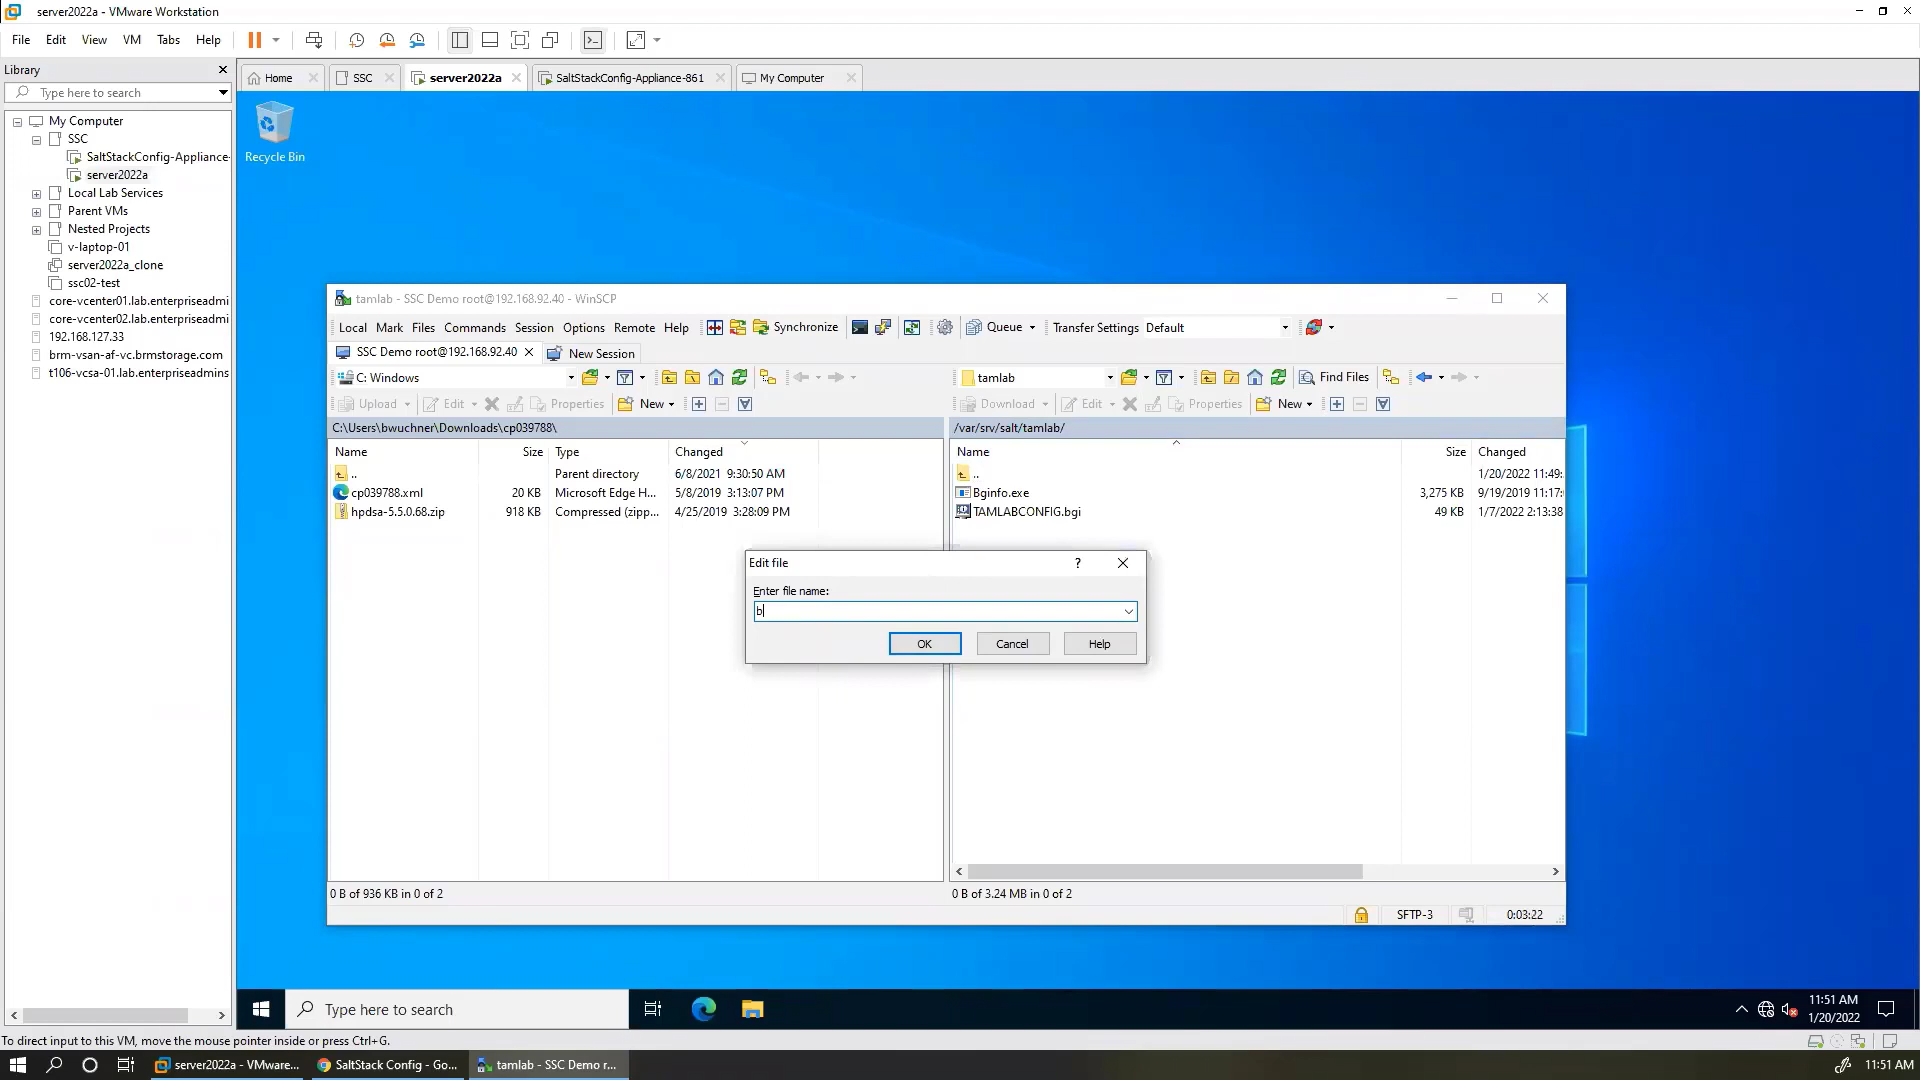 server2022a - VMware Workstation
File Edit View VM Tabs Help
Library
Type here to search
My Computer
SSC
SaltStackConfig-Appliance-
server2022a
Local Lab Services
Parent VMs
Nested Projects
v-laptop-01
server2022a_clone
ssc02-test
core-vcenter01.lab.enterpriseadmi
core-vcenter02.lab.enterpriseadmi
192.168.127.33
brm-vsan-af-vc.brmstorage.com
t106-vcsa-01.lab.enterpriseadmins
Home SSC server2022a SaltStackConfig-Appliance-861 My Computer
Recycle Bin
tamlab - SSC Demo root@192.168.92.40 - WinSCP
Local Mark Files Commands Session Options Remote Help Synchronize Queue Transfer Settings Default
SSC Demo root@192.168.92.40 New Session
C: Windows
tamlab Find Files
Upload Edit Properties New
Download Edit Properties New
C:\Users\bwuchner\Downloads\cp039788\
Name Size Type Changed
.. Parent directory 6/8/2021 9:30:50 AM
cp039788.xml 20 KB Microsoft Edge H... 5/8/2019 3:13:07 PM
hpdsa-5.5.0.68.zip 918 KB Compressed (zipp... 4/25/2019 3:28:09 PM
0 B of 936 KB in 0 of 2
/var/srv/salt/tamlab/
Name Size Changed
.. 1/20/2022 11:49:
Bginfo.exe 3,275 KB 9/19/2019 11:17:
TAMLABCONFIG.bgi 49 KB 1/7/2022 2:13:38
0 B of 3.24 MB in 0 of 2
SFTP-3 0:03:22
Edit file ?
Enter file name:
b
OK Cancel Help
Type here to search
11:51 AM
1/20/2022
To direct input to this VM, move the mouse pointer inside or press Ctrl+G.
server2022a - VMware... SaltStack Config - Go... tamlab - SSC Demo r... 11:51 AM